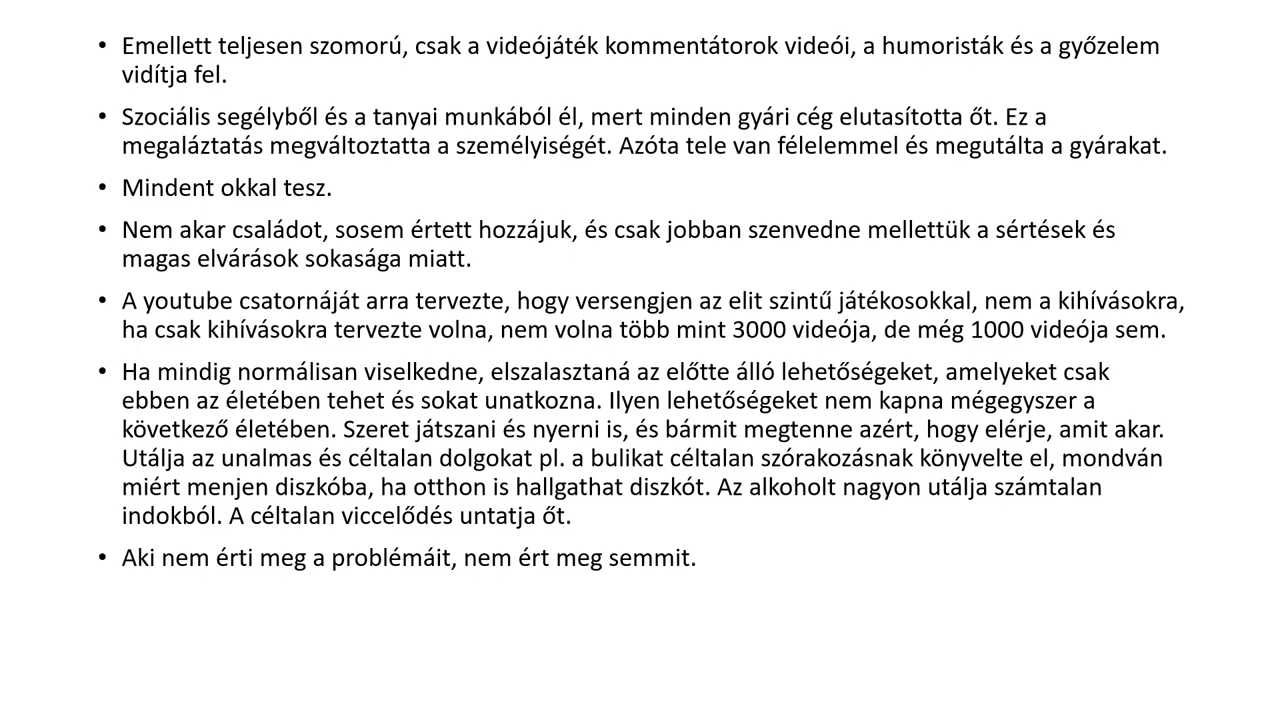 • Emellett teljesen szomorú, csak a videójáték kommentátorok videói, a humoristák és a győzelem
vidítja fel.
• Szociális segélyből és a tanyai munkából él, mert minden gyári cég elutasította őt. Ez a
megaláztatás megváltoztatta a személyiségét. Azóta tele van félelemmel és megutálta a gyárakat.
• Mindent okkal tesz.
• Nem akar családot, sosem értett hozzájuk, és csak jobban szenvedne mellettük a sértések és
magas elvárások sokasága miatt.
• A youtube csatornáját arra tervezte, hogy versengjen az elit szintű játékosokkal, nem a kihívásokra,
ha csak kihívásokra tervezte volna, nem volna több mint 3000 videója, de még 1000 videója sem.
• Ha mindig normálisan viselkedne, elszalasztaná az előtte álló lehetőségeket, amelyeket csak
ebben az életében tehet és sokat unatkozna. Ilyen lehetőségeket nem kapna mégegyszer a
következő életében. Szeret játszani és nyerni is, és bármit megtenne azért, hogy elérje, amit akar.
Utálja az unalmas és céltalan dolgokat pl. a bulikat céltalan szórakozásnak könyvelte el, mondván
miért menjen diszkóba, ha otthon is hallgathat diszkót. Az alkoholt nagyon utálja számtalan
indokból. A céltalan viccelődés untatja őt.
• Aki nem érti meg a problémáit, nem ért meg semmit.